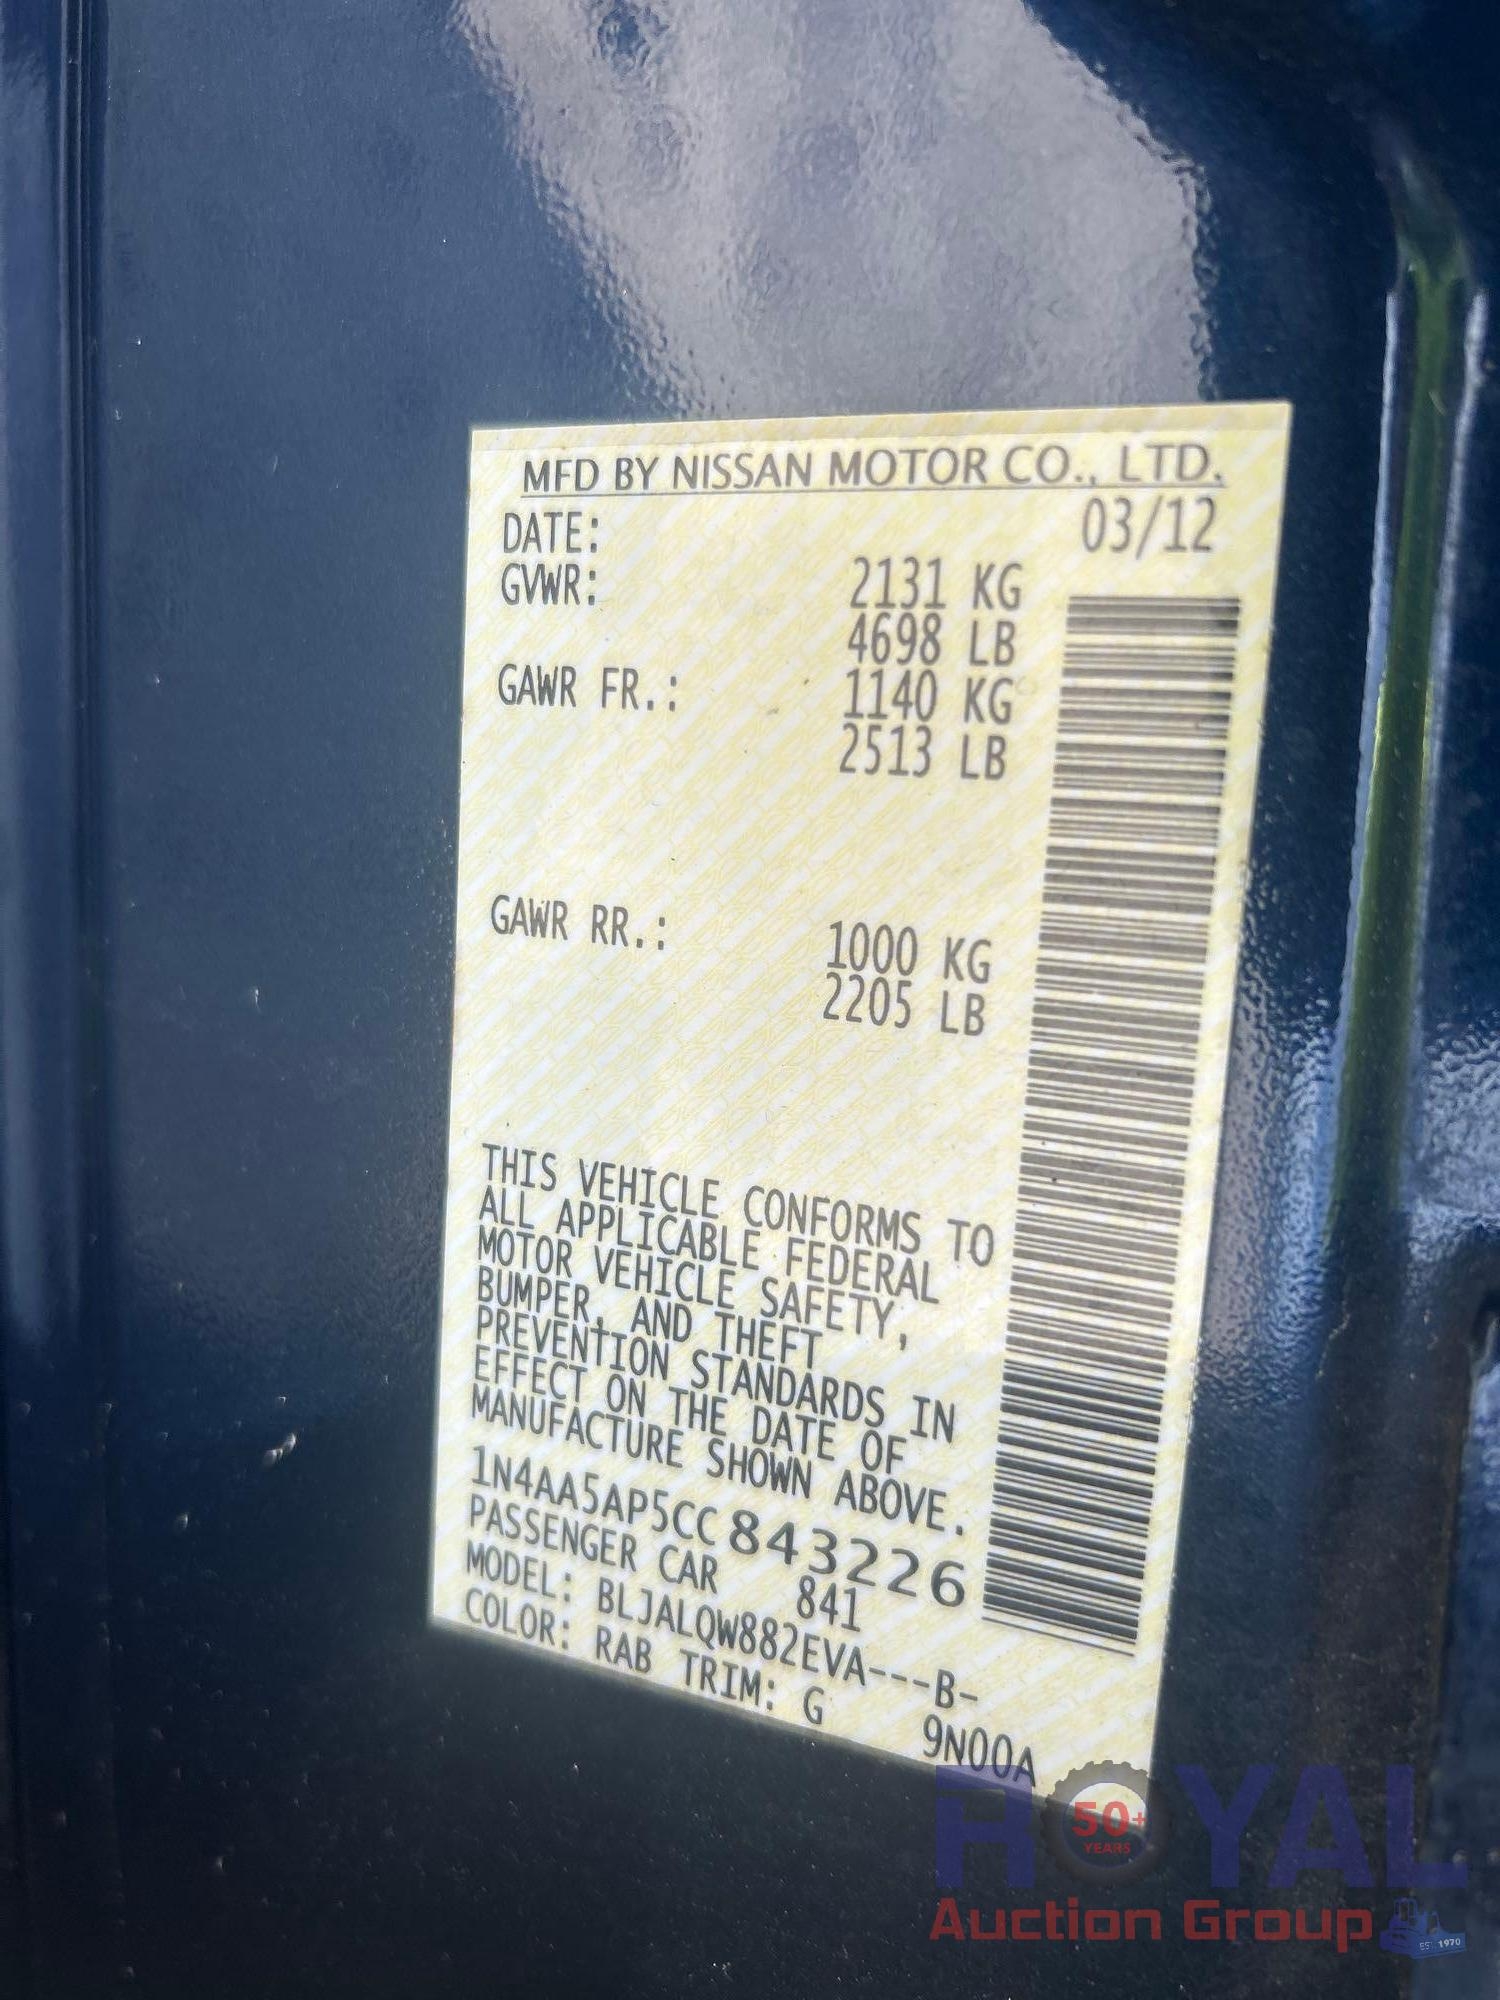 MFD BY NISSAN MOTOR CO., LTD.
DATE: 03/12
GVWR: 2131 KG
4698 LB
GAWR FR.: 1140 KG
2513 LB
GAWR RR.: 1000 KG
2205 LB
THIS VEHICLE CONFORMS TO
ALL APPLICABLE FEDERAL
MOTOR VEHICLE SAFETY,
BUMPER, AND THEFT
PREVENTION STANDARDS IN
EFFECT ON THE DATE OF
MANUFACTURE SHOWN ABOVE.
1N4AA5AP5CC843226
PASSENGER CAR 841
MODEL: BLJALQW882EVA---B-
COLOR: RAB TRIM: G 9N00A
ROYAL
50+
YEARS
Auction Group
EST. 1970